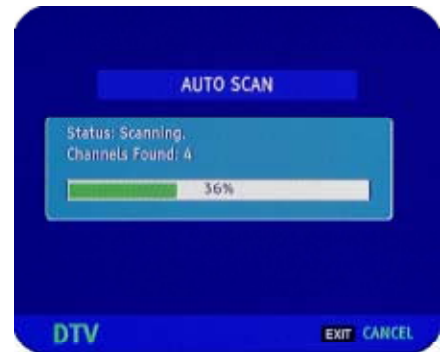 AUTO SCAN
Status: Scanning.
Channels Found: 4
36%
DTV
EXIT CANCEL